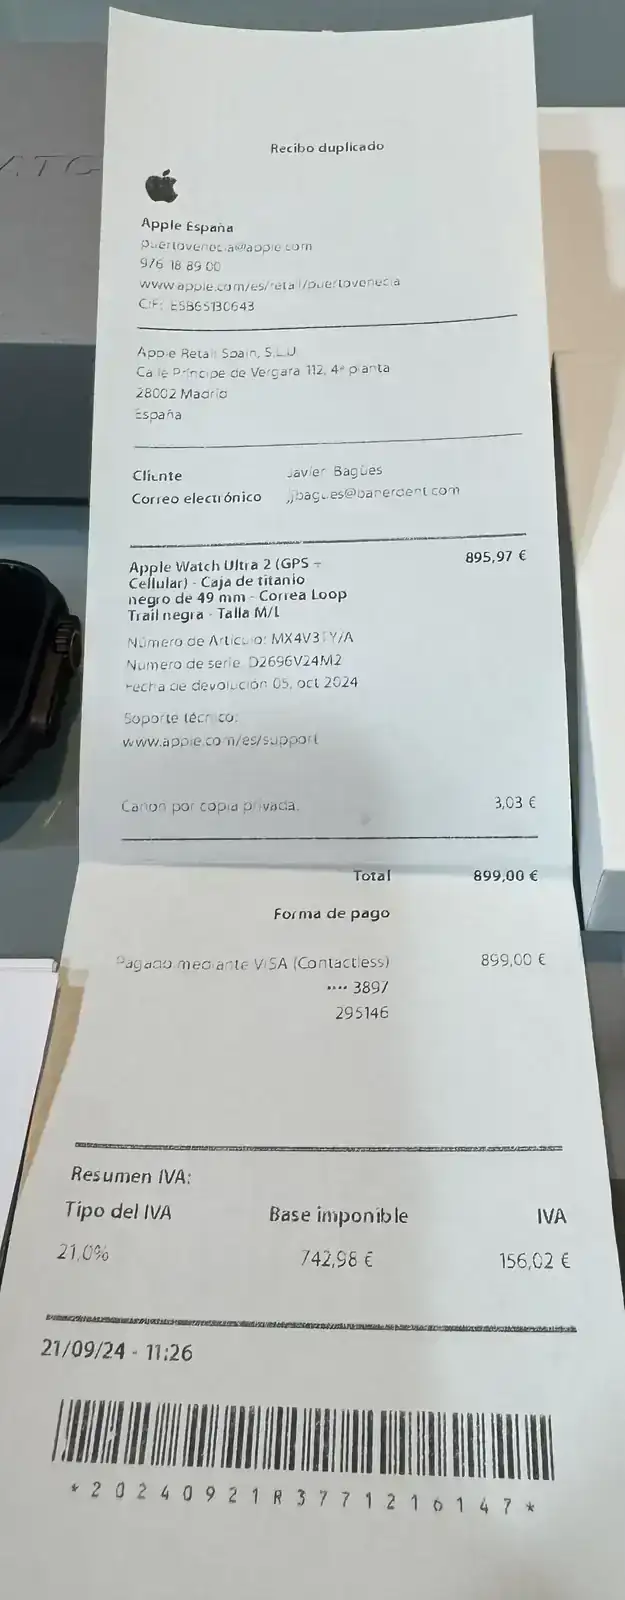 Recibo duplicado
Apple España
puertovenecia@apple.com
976 18 89 00
www.apple.com/es/retail/puertovenecia
CIF: ESB65130643
Apple Retail Spain, S.L.U
Calle Príncipe de Vergara 112, 4ª planta
28002 Madrid
España
Cliente Javier Bagües
Correo electrónico
Apple Watch Ultra 2 (GPS + 895,97 €
Cellular) - Caja de titanio
negro de 49 mm - Correa Loop
Trail negra - Talla M/L
Número de Artículo: MX4V3TY/A
Número de serie: D2696V24M2
Fecha de devolución 05, oct 2024
Soporte técnico:
www.apple.com/es/support
Canon por copia privada. 3,03 €
Total 899,00 €
Forma de pago
Pagado mediante VISA (Contactless) 899,00 €
•••• 3897
295146
Resumen IVA:
Tipo del IVA Base imponible IVA
21,0% 742,98 € 156,02 €
21/09/24 - 11:26
*20240921R3771216147*